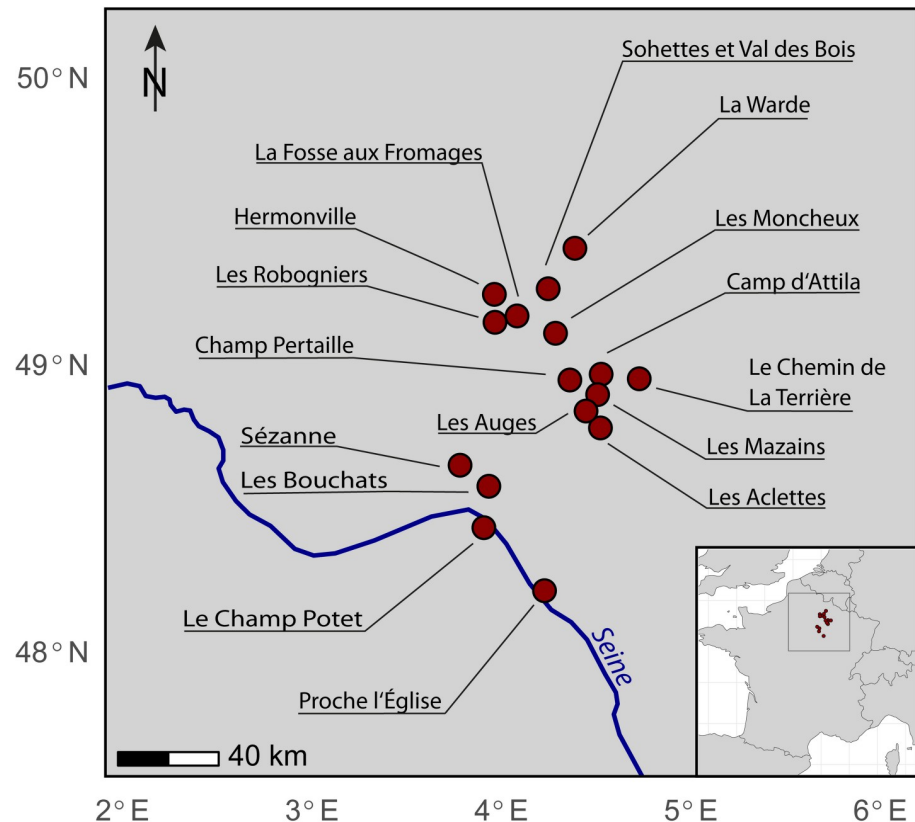 50° N
Sohettes et Val des Bois
N
La Warde
La Fosse aux Fromages
Hermonville
Les Moncheux
Les Robogniers
Camp d‘Attila
Champ Pertaille
49° N
Le Chemin de
La Terrière
Les Auges
Sézanne
Les Mazains
Les Bouchats
Les Aclettes
Le Champ Potet
48° N
Seine
Proche l‘Église
40 km
2° E
3° E
4° E
5° E
6° E